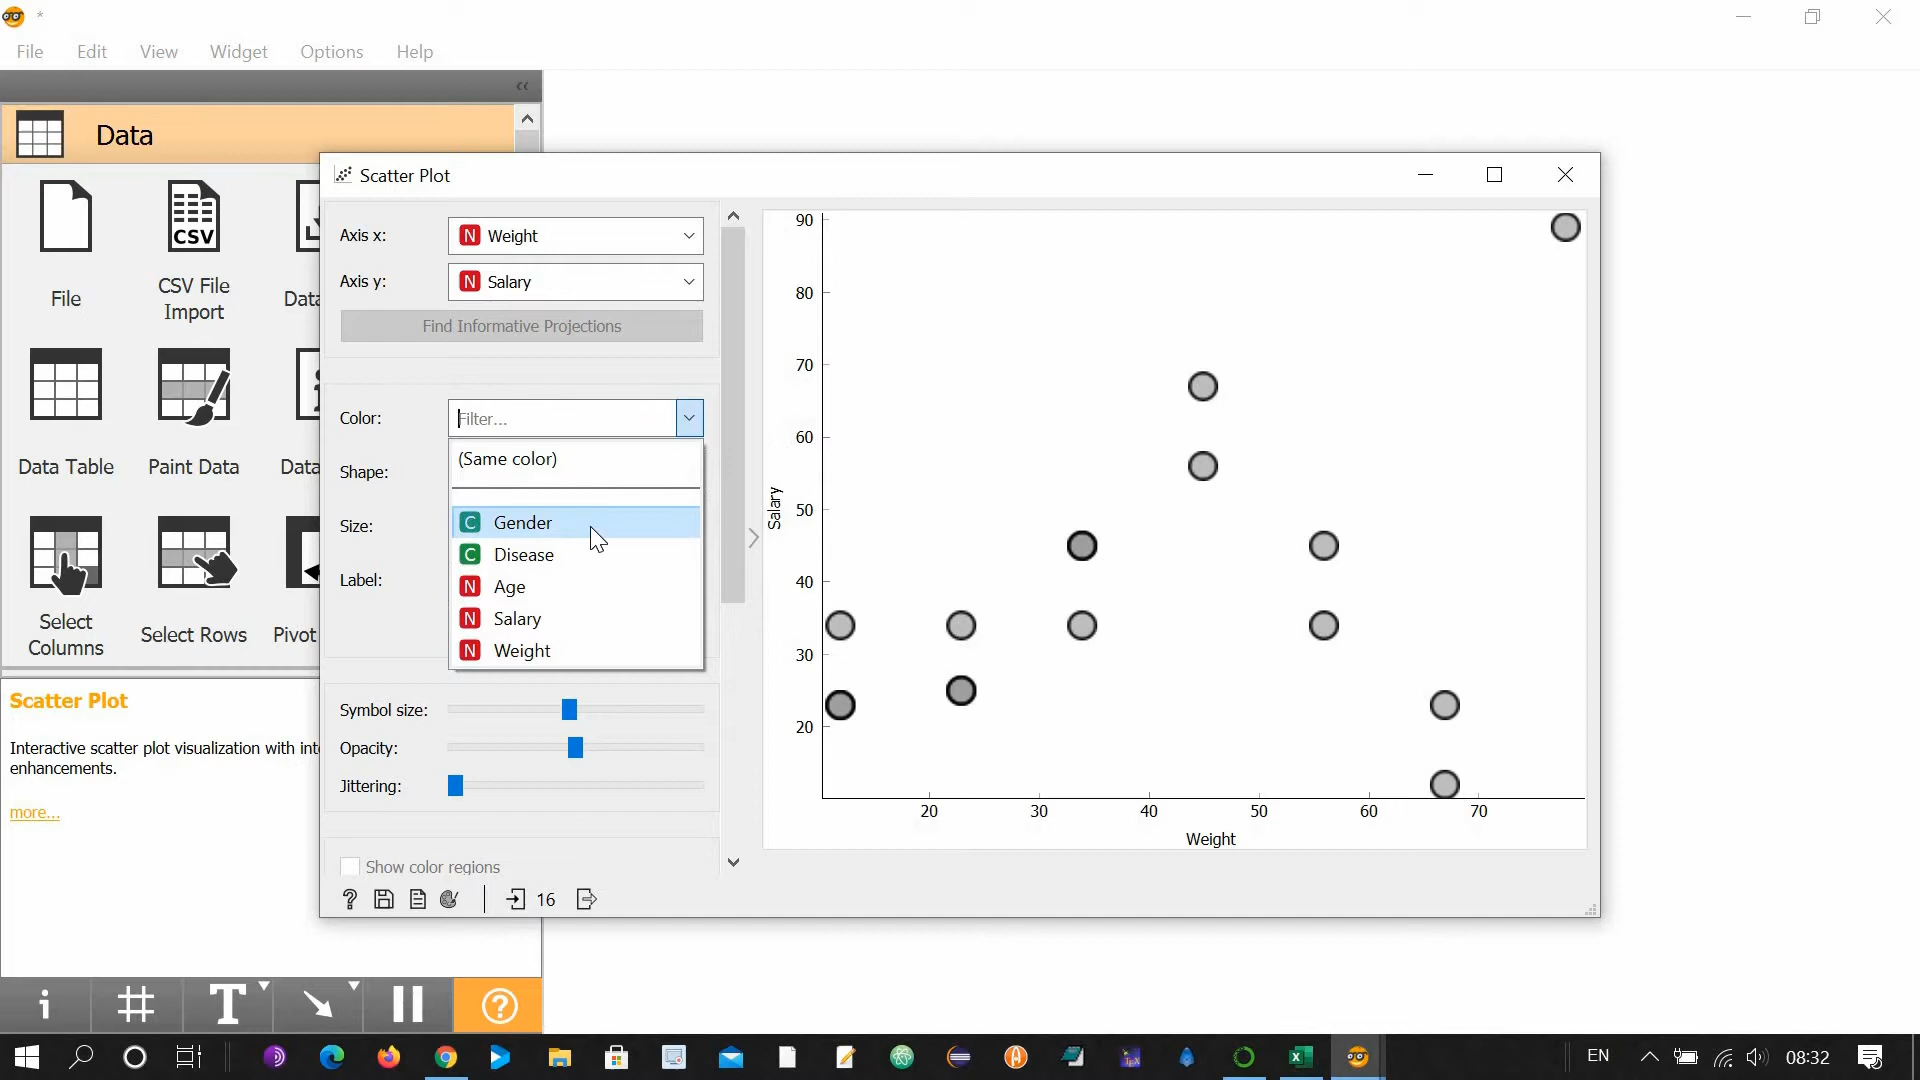 *
File Edit View Widget Options Help
Data
File
CSV
CSV File
Import
Data
Data Table
Paint Data
Data
Select
Columns
Select Rows
Pivot
Scatter Plot
Interactive scatter plot visualization with
enhancements.
more...
Scatter Plot
Axis x:
N Weight
Axis y:
N Salary
Find Informative Projections
Color:
Filter...
(Same color)
C Gender
C Disease
N Age
N Salary
N Weight
Shape:
Size:
Label:
Symbol size:
Opacity:
Jittering:
Show color regions
16
90
80
70
60
50
40
30
20
Salary
20 30 40 50 60 70
Weight
EN
08:32